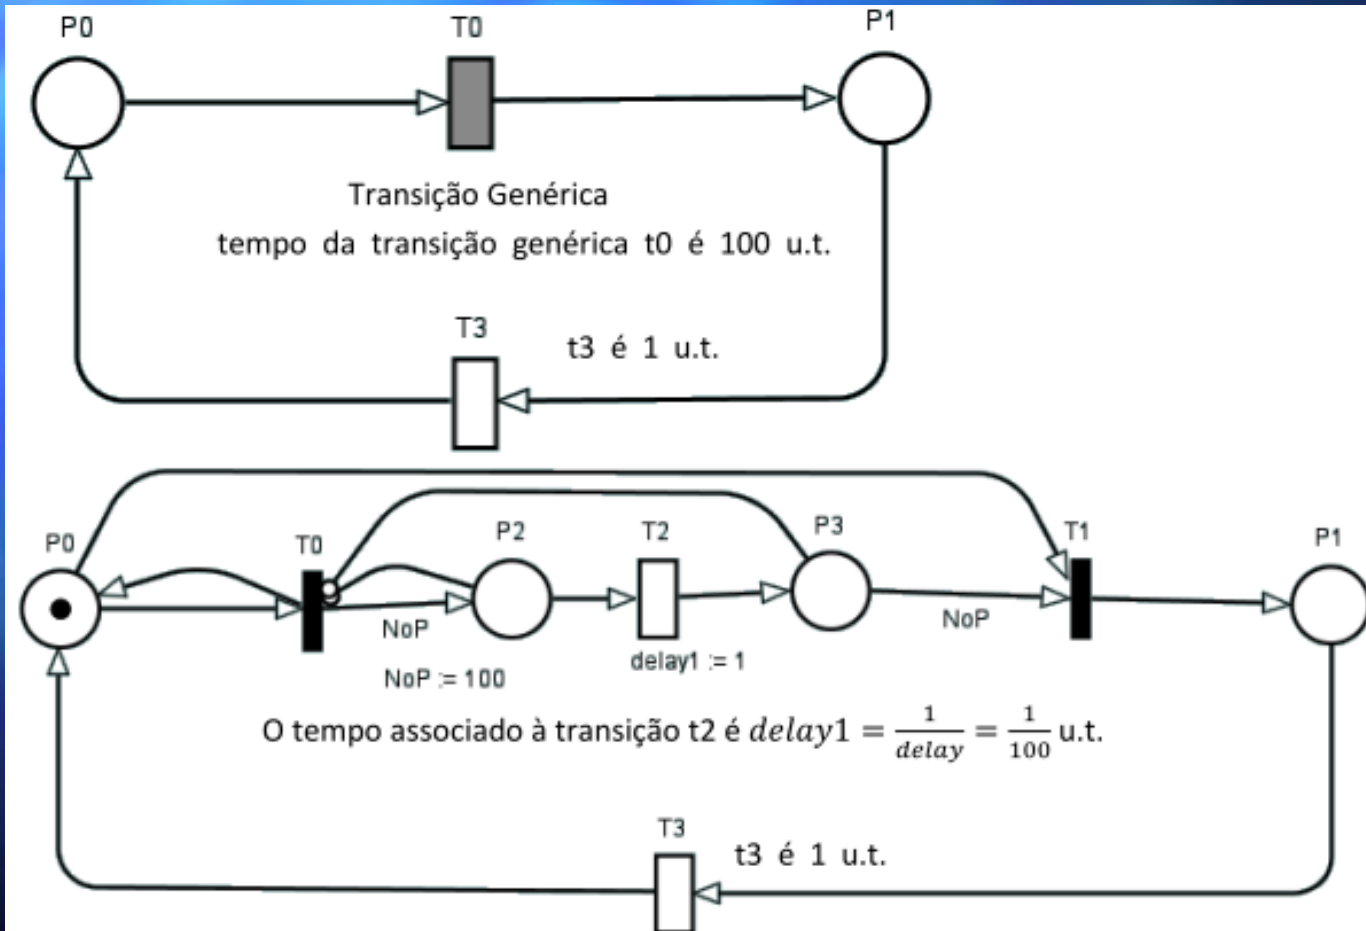 P0 T0 P1
Transição Genérica
tempo da transição genérica t0 é 100 u.t.
T3
t3 é 1 u.t.
P0 T0 P2 T2 P3 T1 P1
NoP NoP
NoP := 100 delay1 := 1
O tempo associado à transição t2 é delay1 = 1/delay = 1/100 u.t.
T3
t3 é 1 u.t.